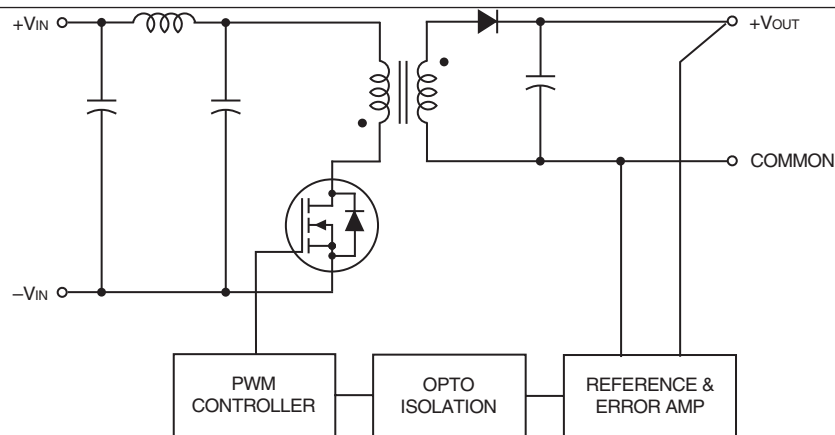 +VIN
+VOUT
COMMON
–VIN
PWM
CONTROLLER
OPTO
ISOLATION
REFERENCE &
ERROR AMP